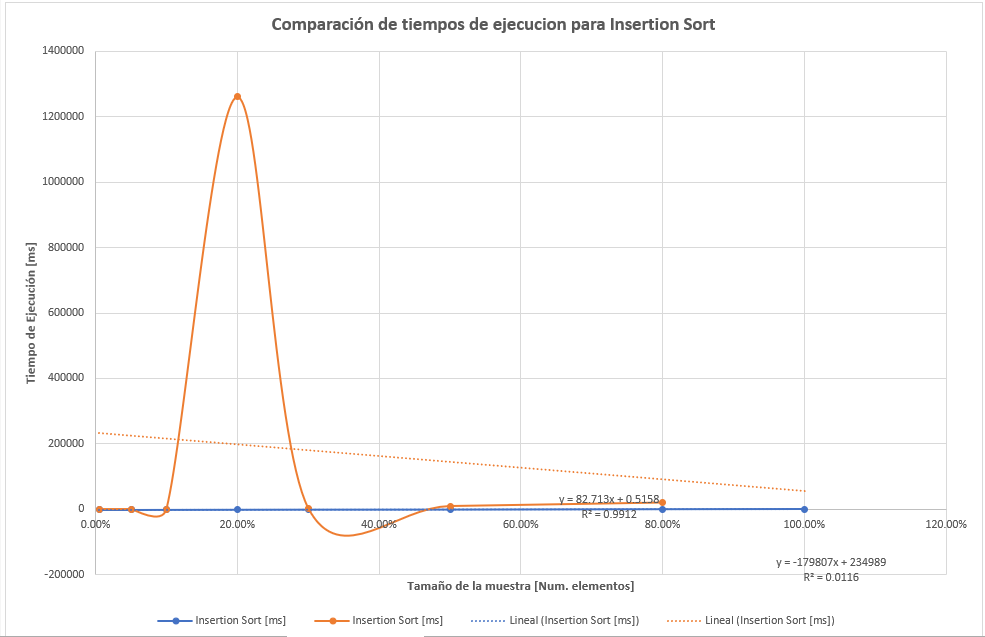 Comparación de tiempos de ejecucion para Insertion Sort
1400000
1200000
1000000
800000
600000
400000
200000
0
-200000
Tiempo de Ejecución [ms]
y = 82.713x + 0.5158
R² = 0.9912
0.00%
20.00%
40.00%
60.00%
80.00%
100.00%
120.00%
y = -179807x + 234989
R² = 0.0116
Tamaño de la muestra [Num. elementos]
Insertion Sort [ms]
Insertion Sort [ms]
Lineal (Insertion Sort [ms])
Lineal (Insertion Sort [ms])